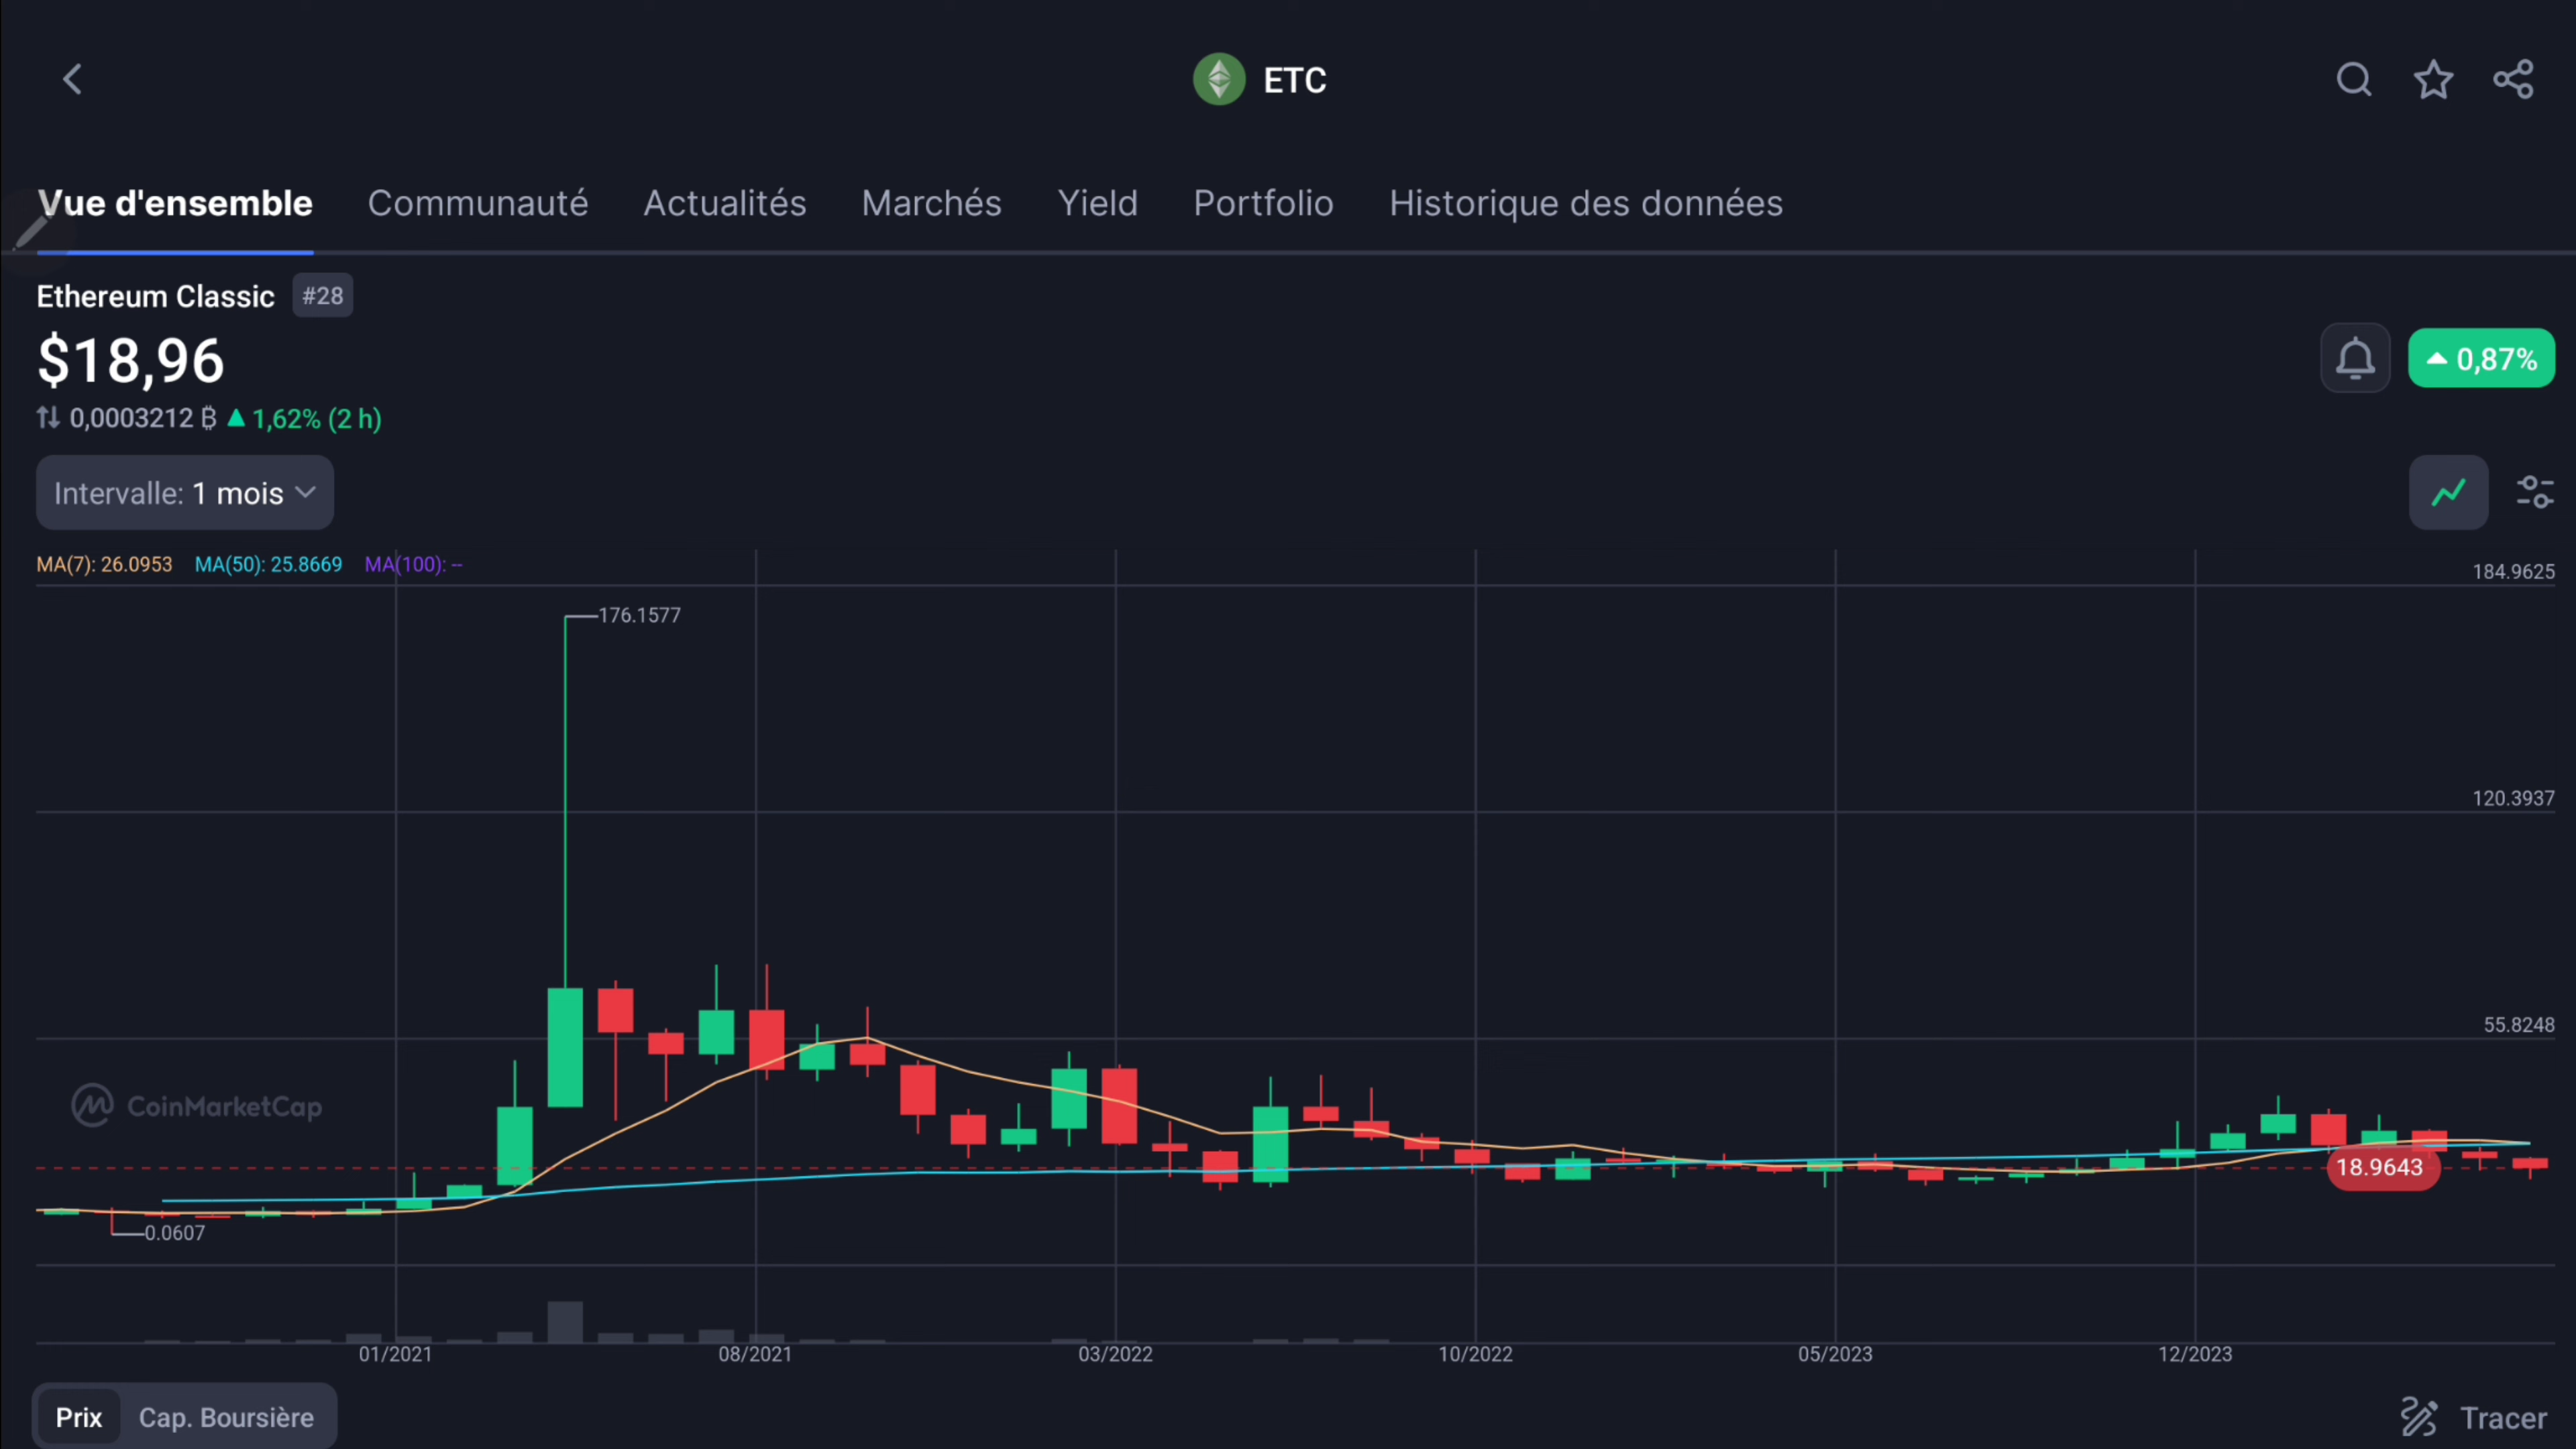 ETC
Vue d'ensemble Communauté Actualités Marchés Yield Portfolio Historique des données
Ethereum Classic #28
$18,96
0,87%
0,0003212 ₿ 1,62% (2 h)
Intervalle: 1 mois
MA(7): 26.0953 MA(50): 25.8669 MA(100): --
184.9625
176.1577
120.3937
55.8248
CoinMarketCap
18.9643
0.0607
01/2021 08/2021 03/2022 10/2022 05/2023 12/2023
Prix Cap. Boursière Tracer